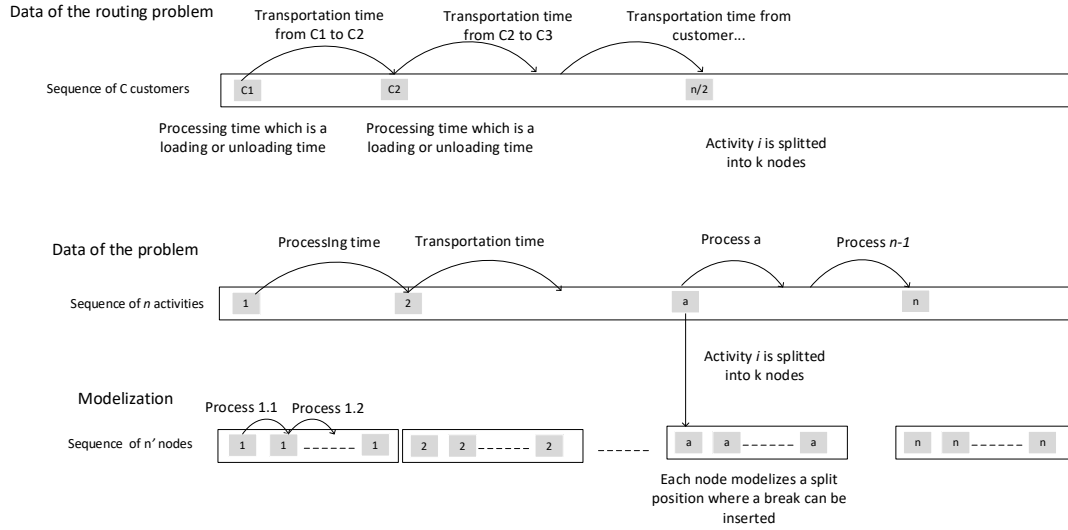 Data of the routing problem
Transportation time
from C1 to C2
Transportation time
from C2 to C3
Transportation time from
customer...
Sequence of C customers
C1
C2
n/2
Processing time which is a
loading or unloading time
Processing time which is a
loading or unloading time
Activity i is splitted
into k nodes
Data of the problem
ProcessIng time
Transportation time
Process a
Process n-1
Sequence of n activities
1
2
a
n
Activity i is splitted
into k nodes
Modelization
Process 1.1
Process 1.2
Sequence of n' nodes
1 1 ------ 1
2 2 ------ 2
------
a a ------ a
n n ------ n
Each node modelizes a split
position where a break can be
inserted